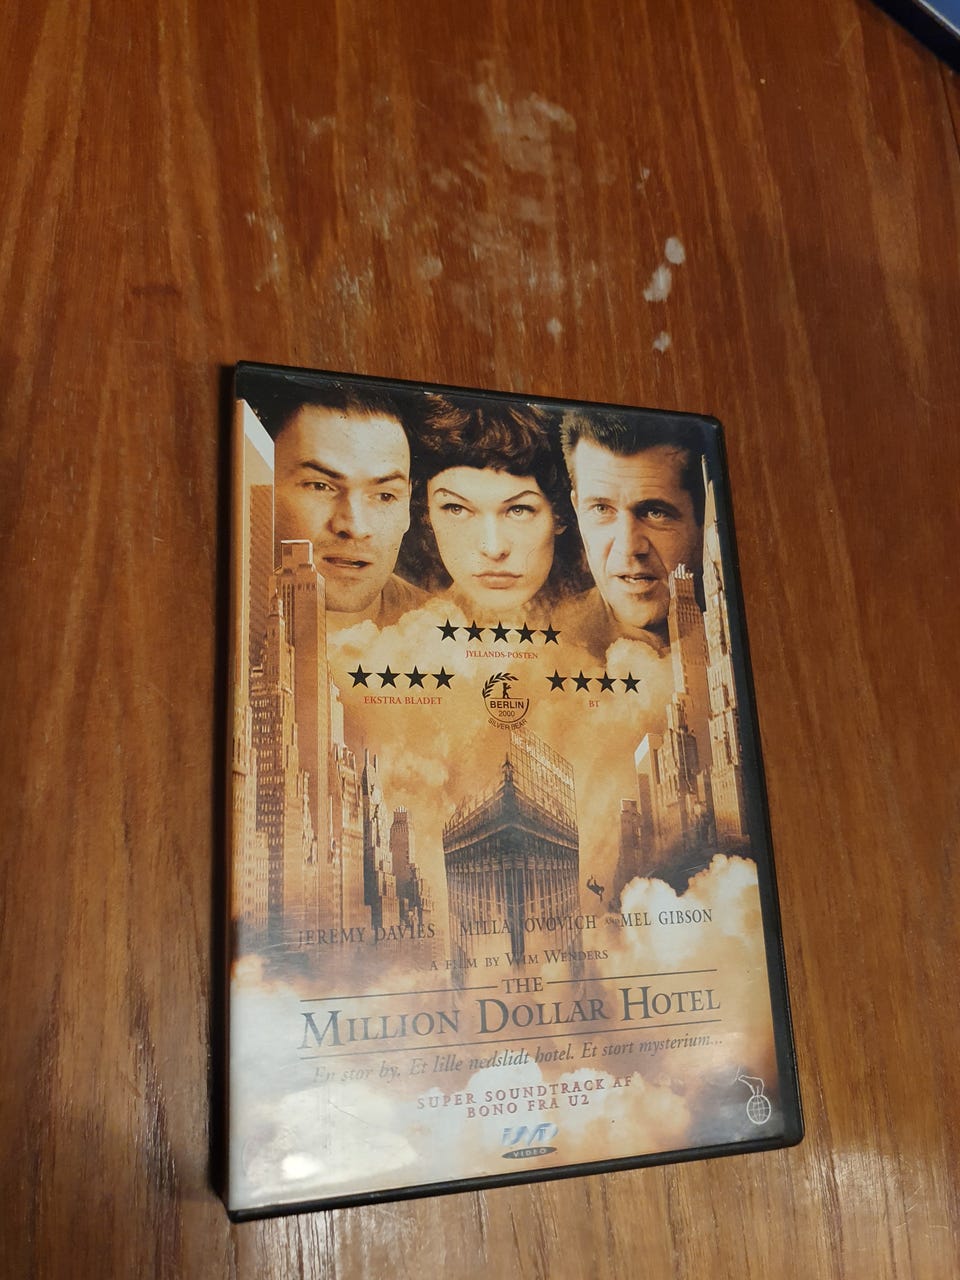 ★★★★★
JYLLANDS-POSTEN
★★★★
EKSTRA BLADET
BERLIN
2000
SILVER BEAR
★★★★
BT
JEREMY DAVIES MILLA JOVOVICH AND MEL GIBSON
A FILM BY WIM WENDERS
THE
MILLION DOLLAR HOTEL
En stor by. Et lille nedslidt hotel. Et stort mysterium...
SUPER SOUNDTRACK AF
BONO FRA U2
DVD
VIDEO